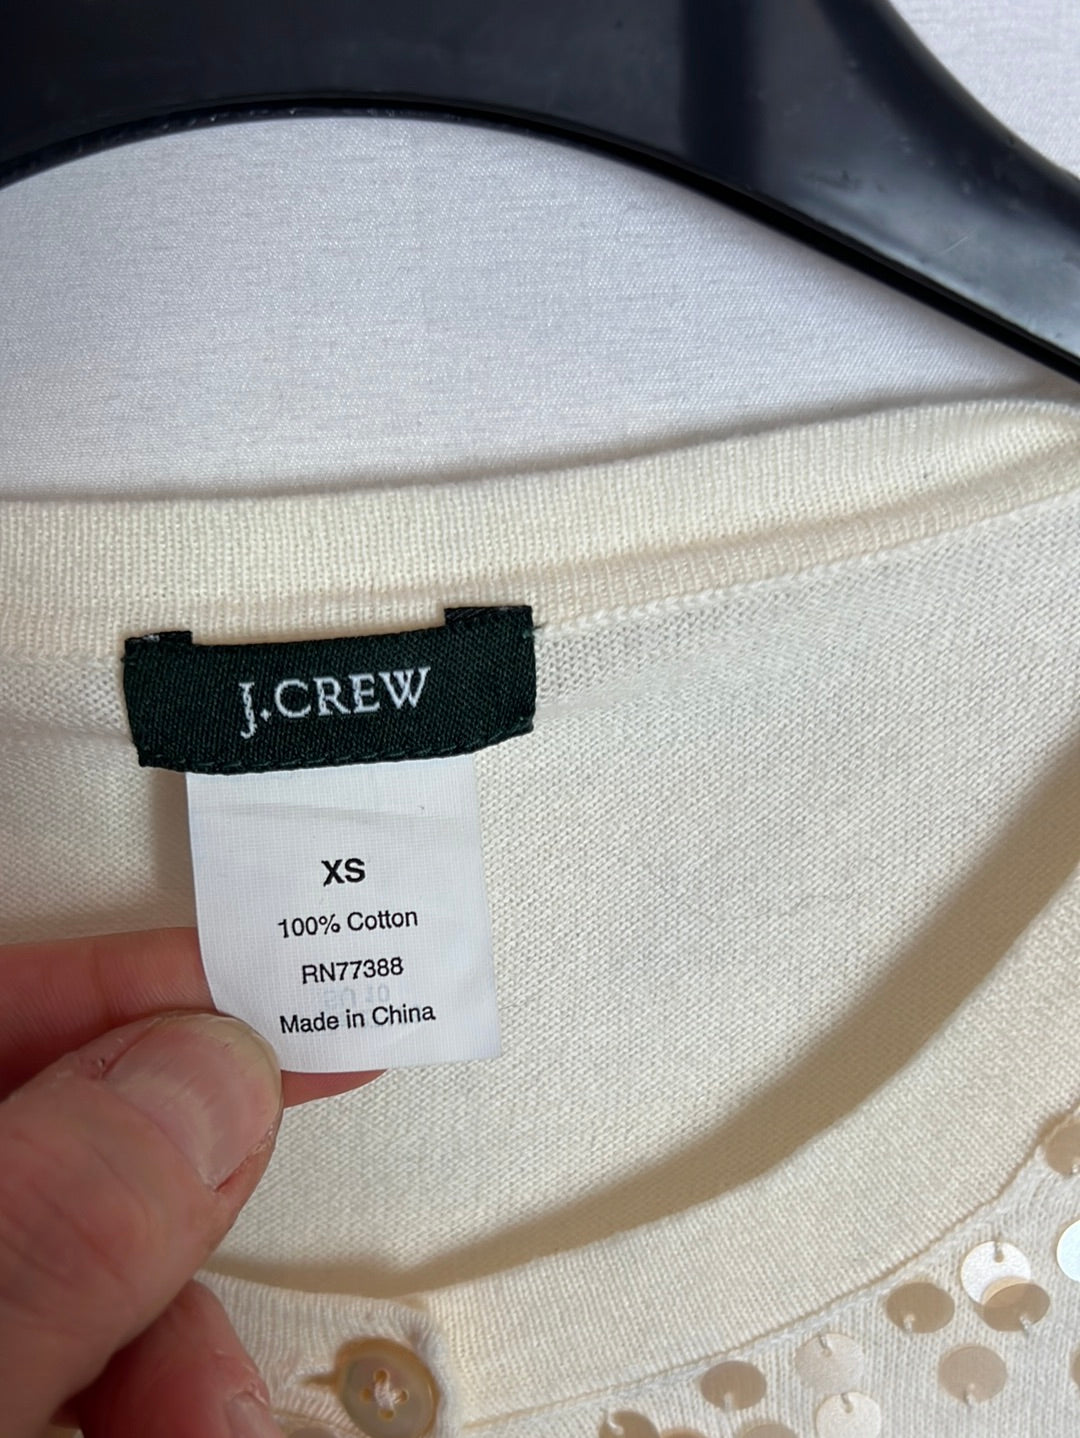 J.CREW
XS
100% Cotton
RN77388
Made in China